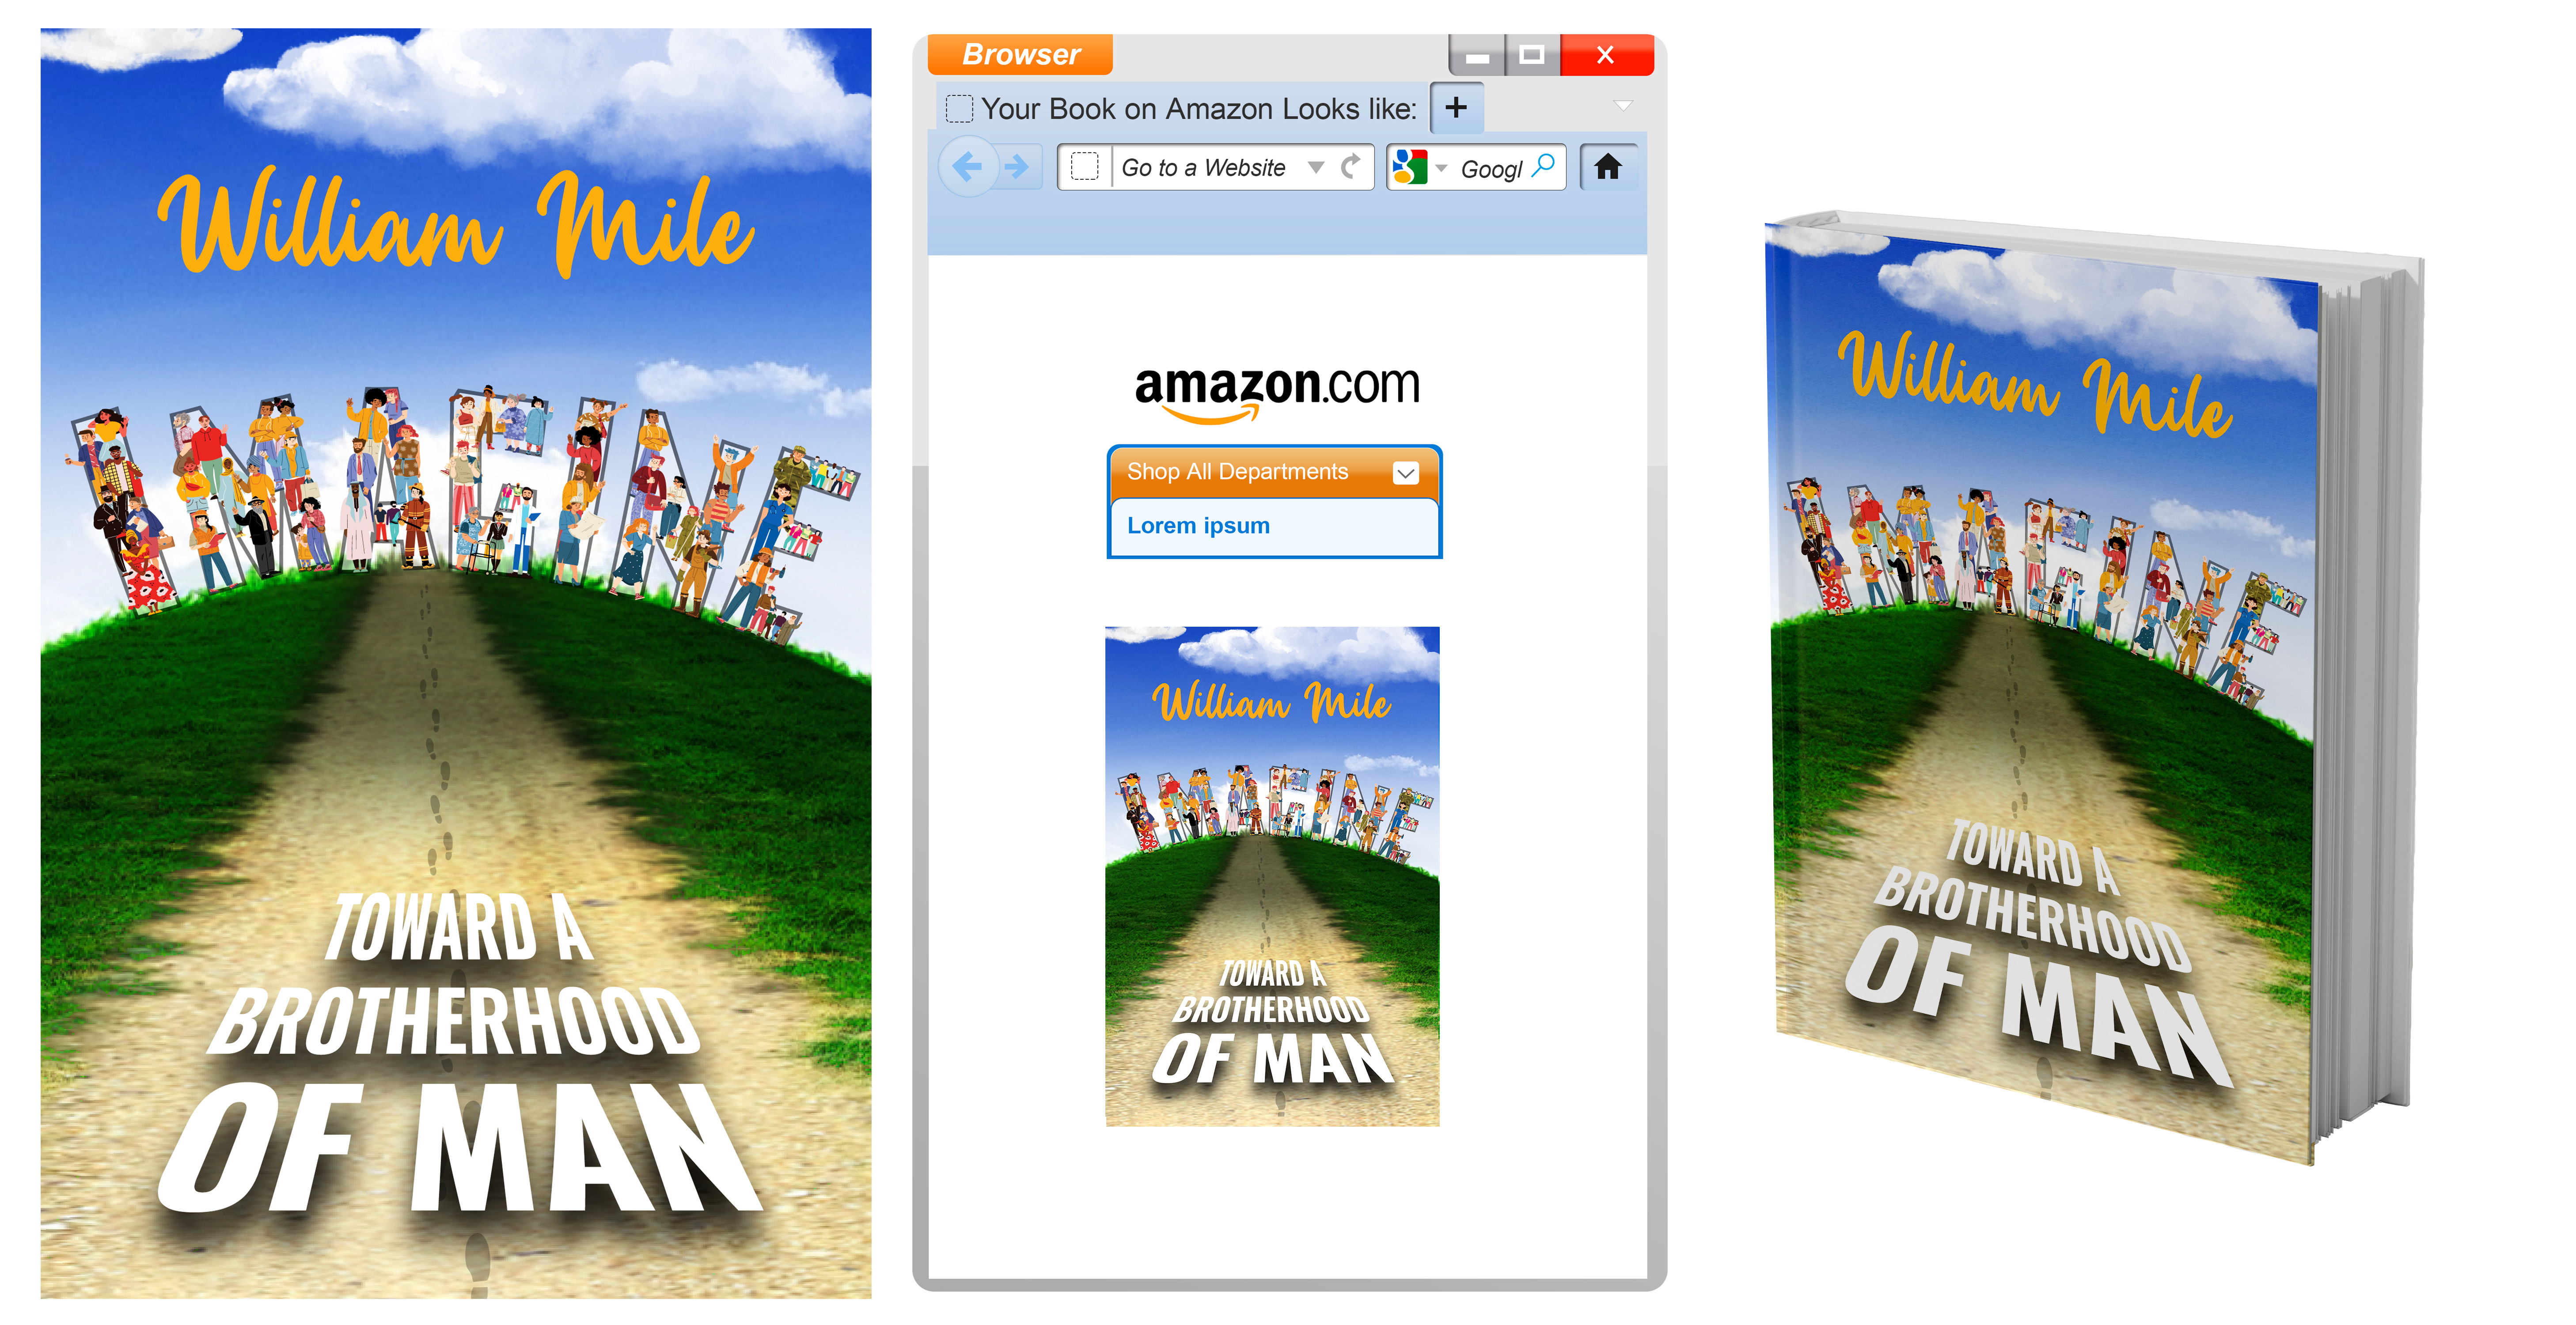 William Mile
IMAGINE
TOWARD A
BROTHERHOOD
OF MAN
Browser
Your Book on Amazon Looks like: +
Go to a Website
Googl
amazon.com
Shop All Departments
Lorem ipsum
William Mile
IMAGINE
TOWARD A
BROTHERHOOD
OF MAN
William Mile
IMAGINE
TOWARD A
BROTHERHOOD
OF MAN